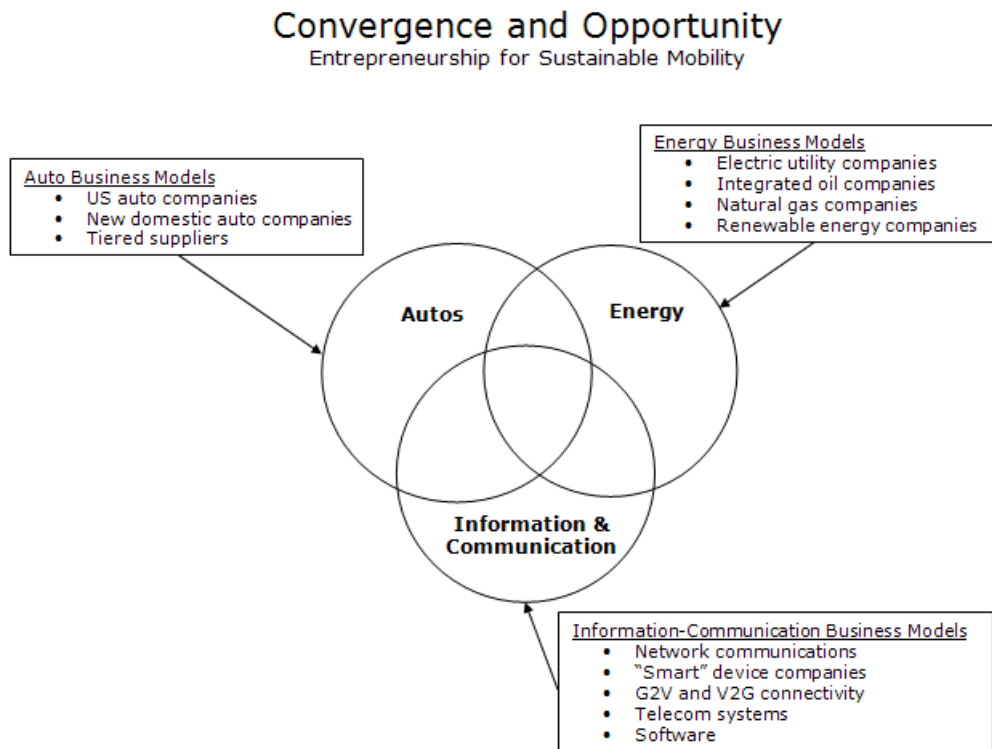 Convergence and Opportunity
Entrepreneurship for Sustainable Mobility
Auto Business Models
• US auto companies
• New domestic auto companies
• Tiered suppliers
Energy Business Models
• Electric utility companies
• Integrated oil companies
• Natural gas companies
• Renewable energy companies
Autos
Energy
Information &
Communication
Information-Communication Business Models
• Network communications
• “Smart” device companies
• G2V and V2G connectivity
• Telecom systems
• Software